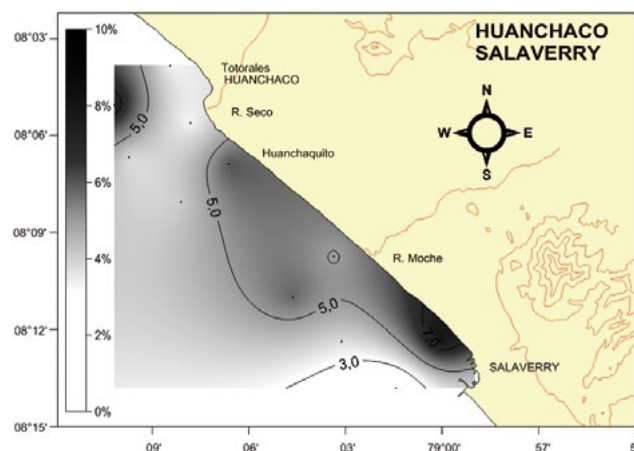 HUANCHACO
SALAVERRY
N
W E
S
Totorales
HUANCHACO
R. Seco
Huanchaquito
R. Moche
SALAVERRY
5,0
5,0
5,0
7,0
3,0
10%
8%
6%
4%
2%
0%
08°03'
08°06'
08°09'
08°12'
08°15'
09' 06' 03' 79°00' 57' 5